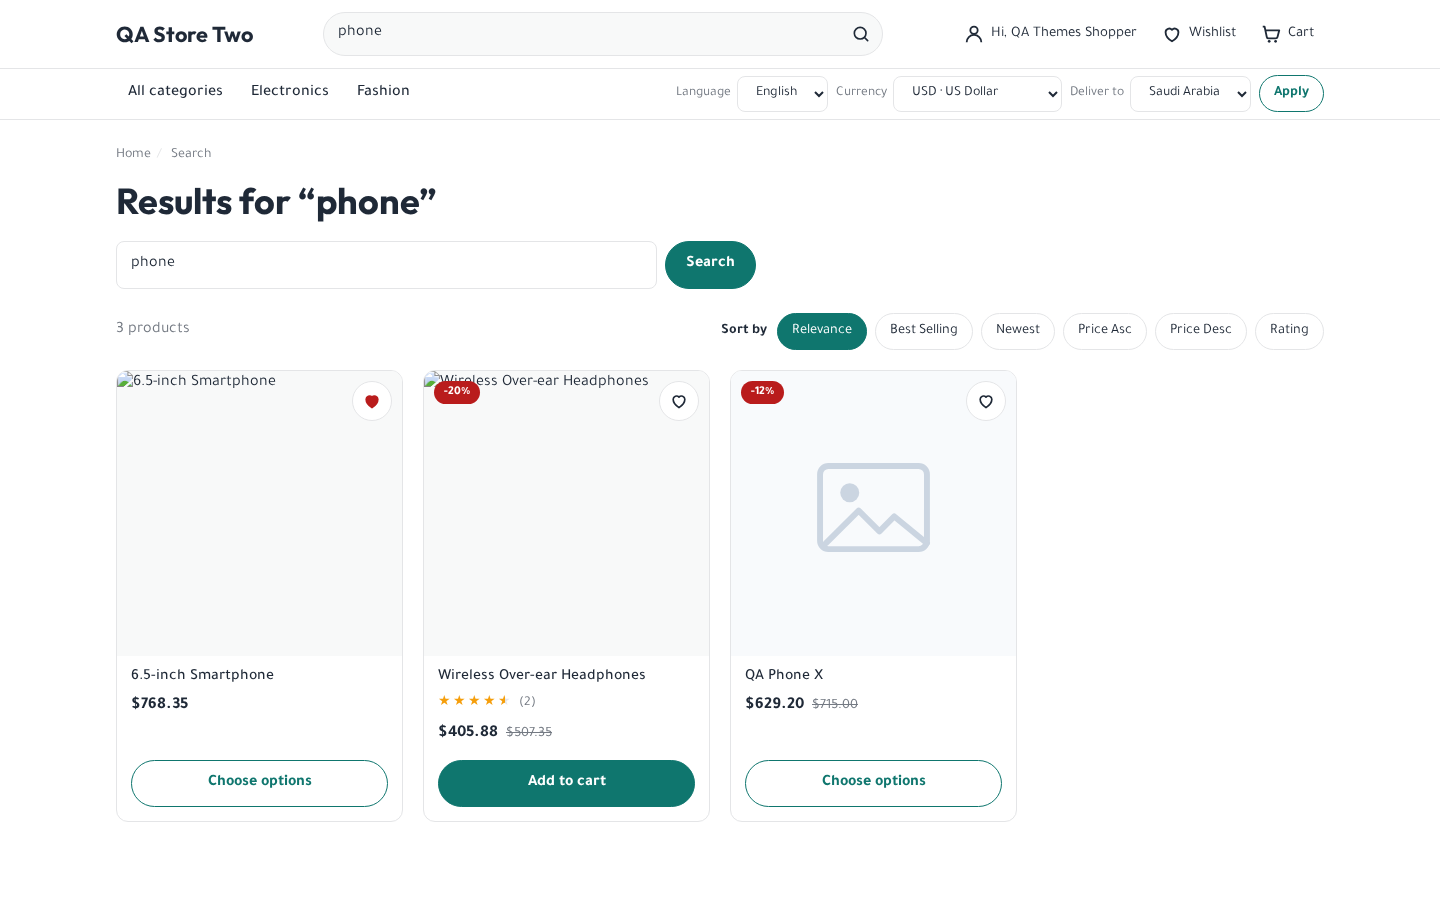 QA Store Two
phone
Hi, QA Themes Shopper
Wishlist
Cart
All categories
Electronics
Fashion
Language
English
Currency
USD · US Dollar
Deliver to
Saudi Arabia
Apply
Home / Search
Results for “phone”
phone
Search
3 products
Sort by
Relevance
Best Selling
Newest
Price Asc
Price Desc
Rating
6.5-inch Smartphone
6.5-inch Smartphone
$768.35
Choose options
Wireless Over-ear Headphones
-20%
Wireless Over-ear Headphones
(2)
$405.88 $507.35
Add to cart
-12%
QA Phone X
$629.20 $715.00
Choose options